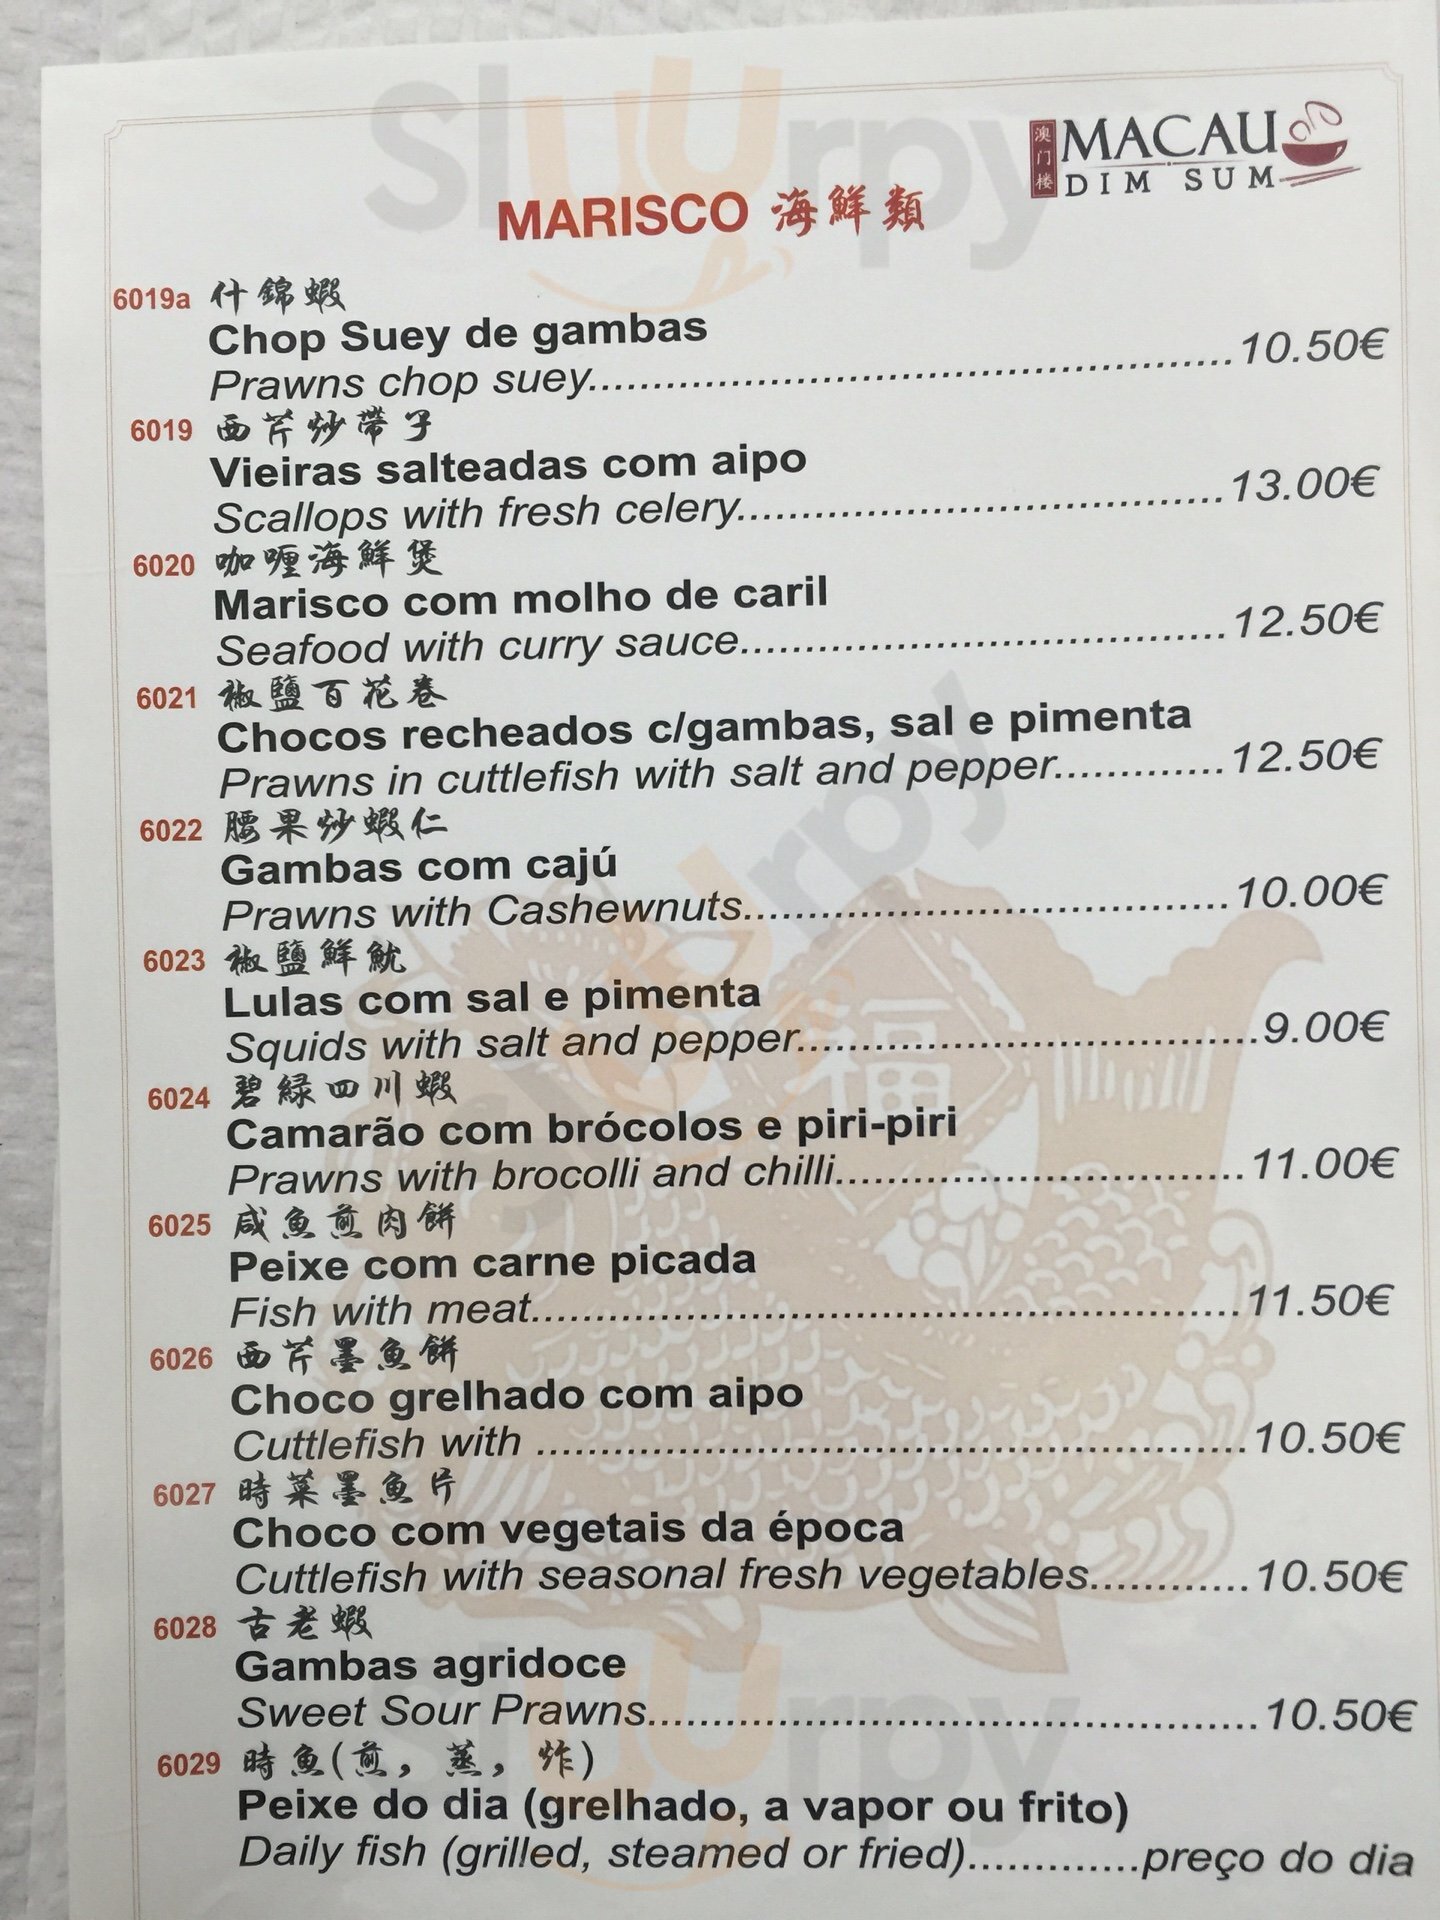 澳门楼
MACAU
DIM SUM
MARISCO 海鮮類
6019a 什錦蝦
Chop Suey de gambas
Prawns chop suey..................................................10.50€
6019 西芹炒帶子
Vieiras salteadas com aipo
Scallops with fresh celery......................................13.00€
6020 咖喱海鮮煲
Marisco com molho de caril
Seafood with curry sauce......................................12.50€
6021 椒鹽百花卷
Chocos recheados c/gambas, sal e pimenta
Prawns in cuttlefish with salt and pepper.............12.50€
6022 腰果炒蝦仁
Gambas com cajú
Prawns with Cashewnuts......................................10.00€
6023 椒鹽鮮魷
Lulas com sal e pimenta
Squids with salt and pepper....................................9.00€
6024 碧綠四川蝦
Camarão com brócolos e piri-piri
Prawns with brocolli and chilli................................11.00€
6025 咸魚煎肉餅
Peixe com carne picada
Fish with meat.......................................................11.50€
6026 西芹墨魚餅
Choco grelhado com aipo
Cuttlefish with .......................................................10.50€
6027 時菜墨魚片
Choco com vegetais da época
Cuttlefish with seasonal fresh vegetables.............10.50€
6028 古老蝦
Gambas agridoce
Sweet Sour Prawns...............................................10.50€
6029 時魚(煎，蒸，炸)
Peixe do dia (grelhado, a vapor ou frito)
Daily fish (grilled, steamed or fried).............preço do dia
福
Sluurpy
Sluurpy
Sluurpy